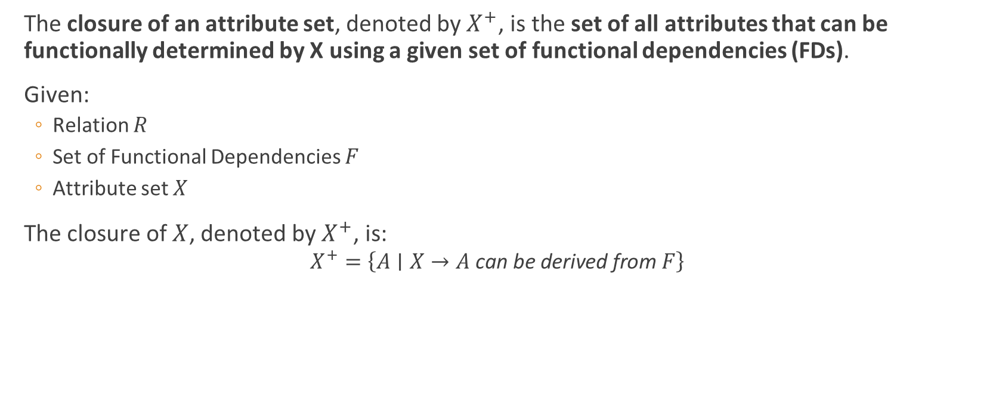 The closure of an attribute set, denoted by X⁺, is the set of all attributes that can be
functionally determined by X using a given set of functional dependencies (FDs).
Given:
◦ Relation R
◦ Set of Functional Dependencies F
◦ Attribute set X
The closure of X, denoted by X⁺, is:
X⁺ = {A | X → A can be derived from F}